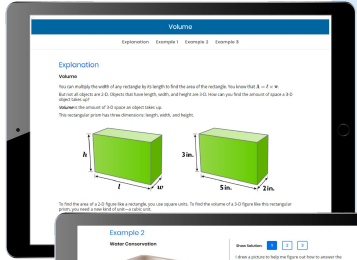 Volume
Explanation Example 1 Example 2 Example 3
Explanation
Volume
You can multiply the width of any rectangle by its length to find the area of the rectangle. You know that A = ℓ × w.
But not all objects are 2-D. Objects that have length, width, and height are 3-D. How can you find the amount of space a 3-D
object takes up?
Volume is the amount of 3-D space an object takes up.
This rectangular prism has three dimensions: length, width, and height.
h 3 in.
l w 5 in. 2 in.
To find the area of a 2-D figure like a rectangle, you use square units. To find the volume of a 3-D figure like this rectangular
prism, you need a new kind of unit—a cubic unit.
Example 2
Water Conservation
Show Solution 1 2 3
I drew a picture to help me figure out how to answer the